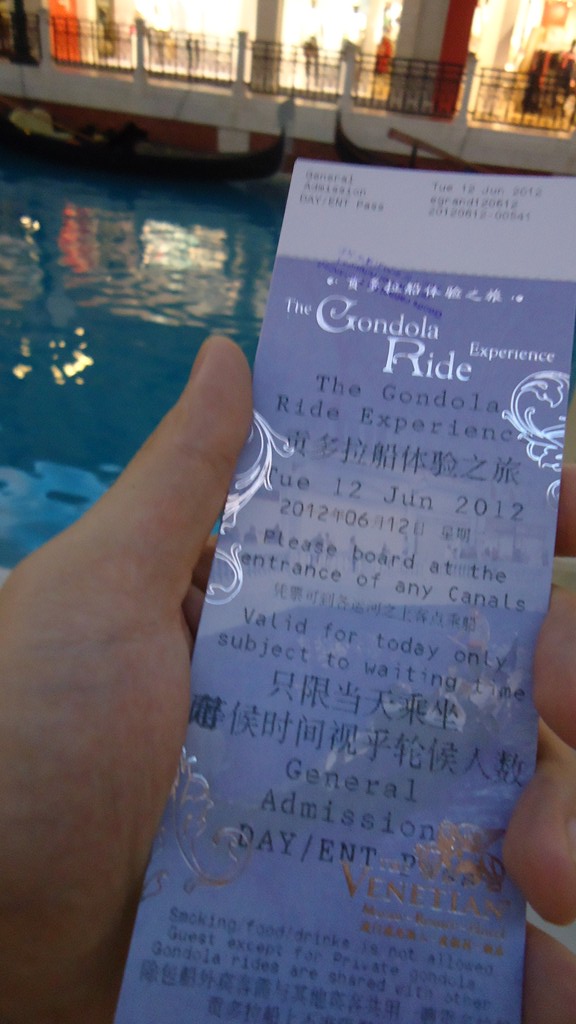 General
Admission
DAY/ENT Pass
Tue 12 Jun 2012
egrand120612
20120612-00541
贡多拉船体验之旅
The Gondola
Ride Experience
The Gondola
Ride Experienc
贡多拉船体验之旅
ue 12 Jun 2012
2012年06月12日 星期
Please board at the
entrance of any Canals
Valid for today only
subject to waiting time
只限当天乘坐
等候时间视乎轮候人数
General
Admission
DAY/ENT
VENETIAN
Smoking/food/drinks is not allowed
Guest except for Private gondola
Gondola rides are shared with other